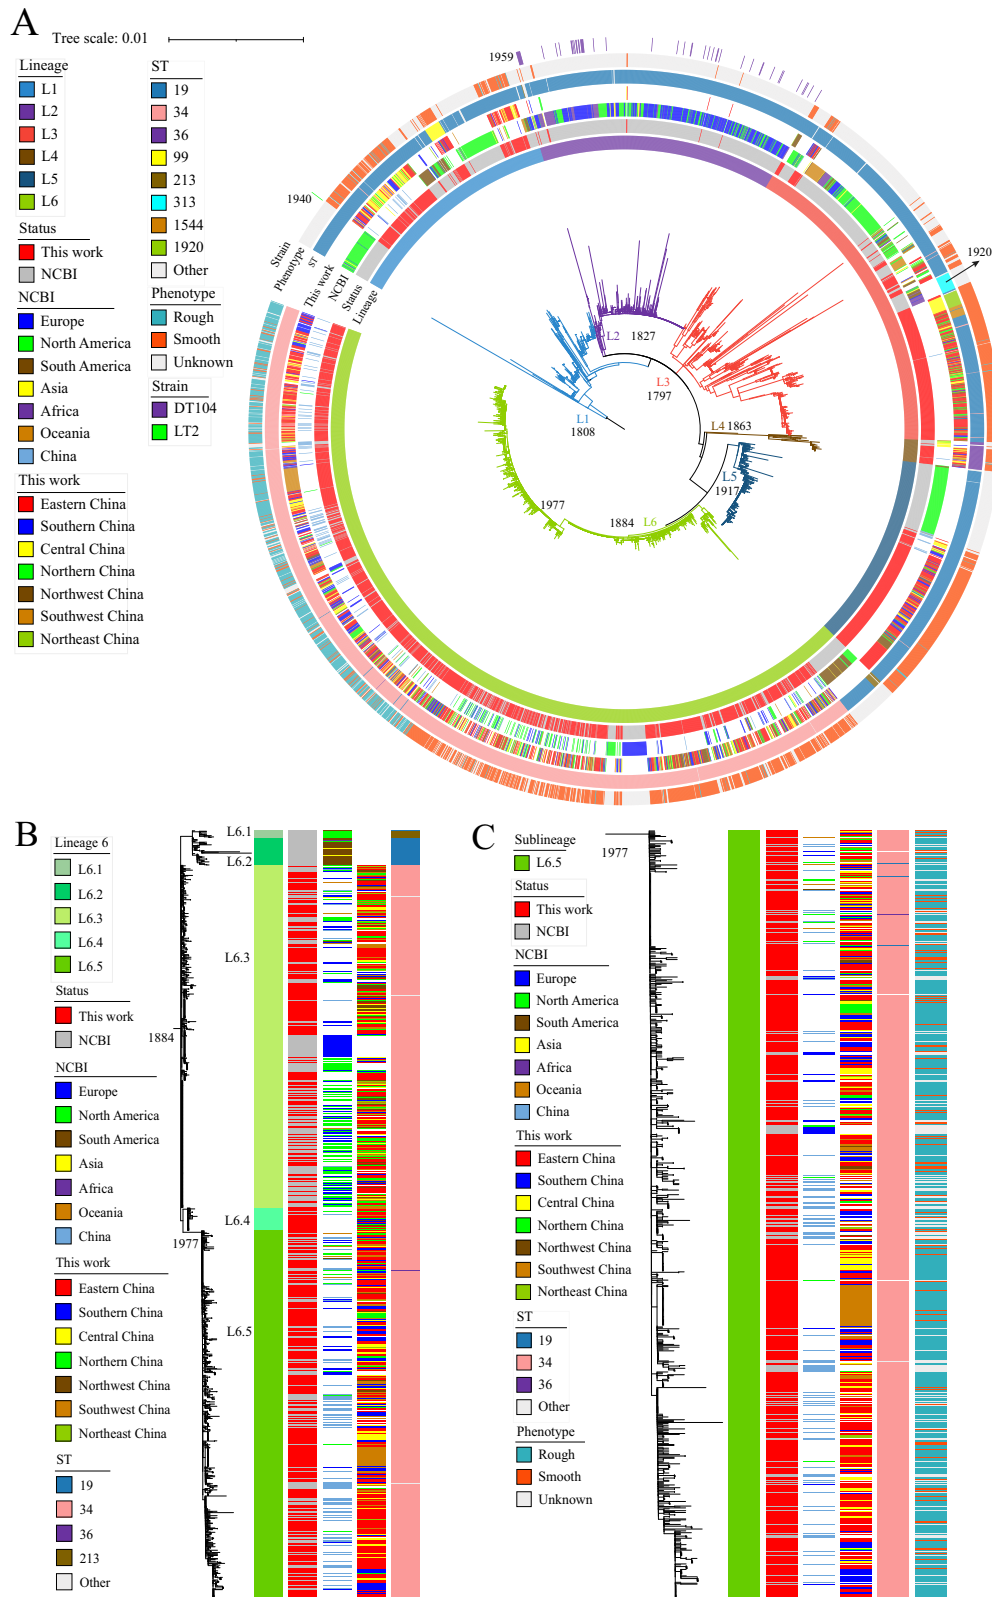 A
Tree scale: 0.01
Lineage
L1
L2
L3
L4
L5
L6
Status
This work
NCBI
NCBI
Europe
North America
South America
Asia
Africa
Oceania
China
This work
Eastern China
Southern China
Central China
Northern China
Northwest China
Southwest China
Northeast China
ST
19
34
36
99
213
313
1544
1920
Other
Phenotype
Rough
Smooth
Unknown
Strain
DT104
LT2
1959
1940
1920
Strain
Phenotype
ST
This work
NCBI
Status
Lineage
L2
1827
L3
1797
L1
1808
L4 1863
L5
1917
1977
1884
L6
B
Lineage 6
L6.1
L6.2
L6.3
L6.4
L6.5
Status
This work
NCBI
NCBI
Europe
North America
South America
Asia
Africa
Oceania
China
This work
Eastern China
Southern China
Central China
Northern China
Northwest China
Southwest China
Northeast China
ST
19
34
36
213
Other
L6.1
L6.2
L6.3
1884
L6.4
1977
L6.5
C
Sublineage
L6.5
Status
This work
NCBI
NCBI
Europe
North America
South America
Asia
Africa
Oceania
China
This work
Eastern China
Southern China
Central China
Northern China
Northwest China
Southwest China
Northeast China
ST
19
34
36
Other
Phenotype
Rough
Smooth
Unknown
1977